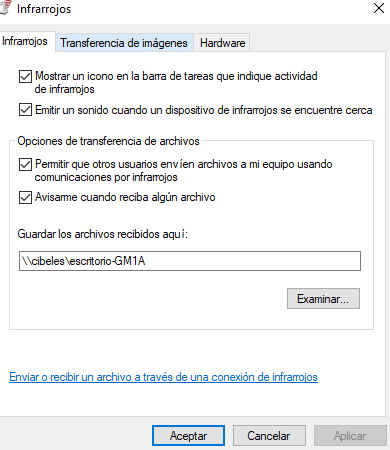 Infrarrojos
Infrarrojos
Transferencia de imágenes
Hardware
Mostrar un icono en la barra de tareas que indique actividad
de infrarrojos
Emitir un sonido cuando un dispositivo de infrarrojos se encuentre cerca
Opciones de transferencia de archivos
Permitir que otros usuarios envíen archivos a mi equipo usando
comunicaciones por infrarrojos
Avisarme cuando reciba algún archivo
Guardar los archivos recibidos aquí:
\\cibeles\escritorio-GM1A
Examinar...
Enviar o recibir un archivo a través de una conexión de infrarrojos
Aceptar
Cancelar
Aplicar